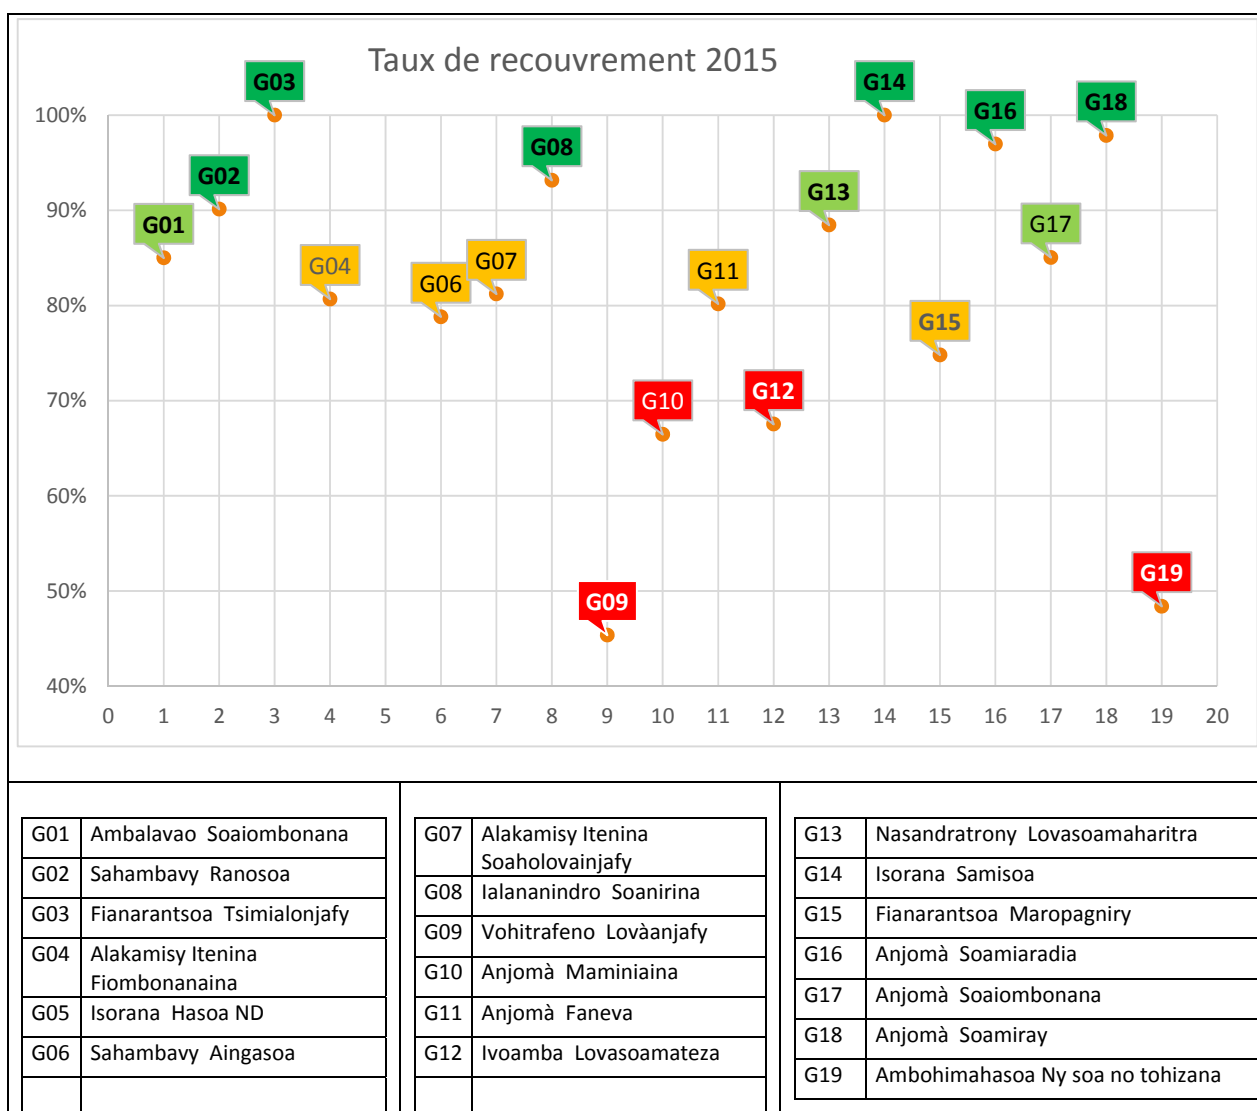 Taux de recouvrement 2015
G03
G14
G18
G16
100%
G08
G02
G13
90%
G01
G17
G07
G04
G11
G06
80%
G15
G12
G10
70%
60%
G09
G19
50%
40%
0 1 2 3 4 5 6 7 8 9 10 11 12 13 14 15 16 17 18 19 20
G01 Ambalavao Soaiombonana
G02 Sahambavy Ranosoa
G03 Fianarantsoa Tsimialonjafy
G04 Alakamisy Itenina
Fiombonanaina
G05 Isorana Hasoa ND
G06 Sahambavy Aingasoa
G07 Alakamisy Itenina
Soaholovainjafy
G08 Ialananindro Soanirina
G09 Vohitrafeno Lovàanjafy
G10 Anjomà Maminiaina
G11 Anjomà Faneva
G12 Ivoamba Lovasoamateza
G13 Nasandratrony Lovasoamaharitra
G14 Isorana Samisoa
G15 Fianarantsoa Maropagniry
G16 Anjomà Soamiaradia
G17 Anjomà Soaiombonana
G18 Anjomà Soamiray
G19 Ambohimahasoa Ny soa no tohizana